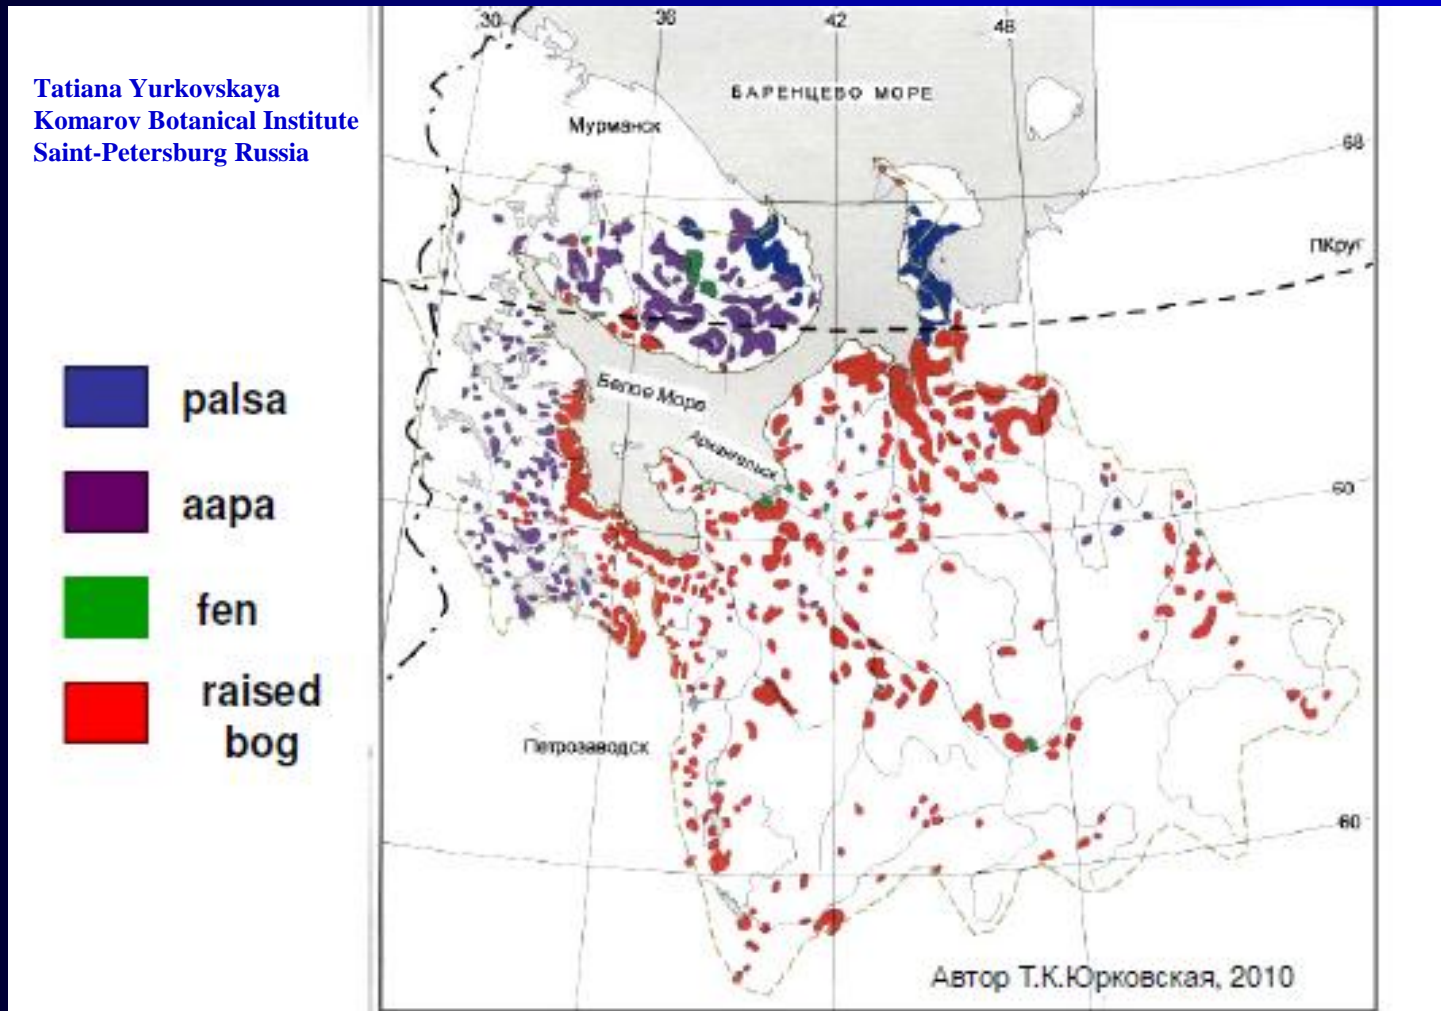 Tatiana Yurkovskaya
Komarov Botanical Institute
Saint-Petersburg Russia
30
36
42
48
БАРЕНЦЕВО МОРЕ
Мурманск
68
ПКруг
palsa
aapa
fen
raised
bog
Белое Море
Архангельск
60
Петрозаводск
60
Автор Т.К.Юрковская, 2010